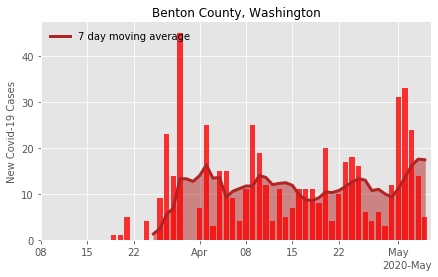 Benton County, Washington
7 day moving average
New Covid-19 Cases
40
30
20
10
0
08
15
22
Apr
08
15
22
May
2020-May